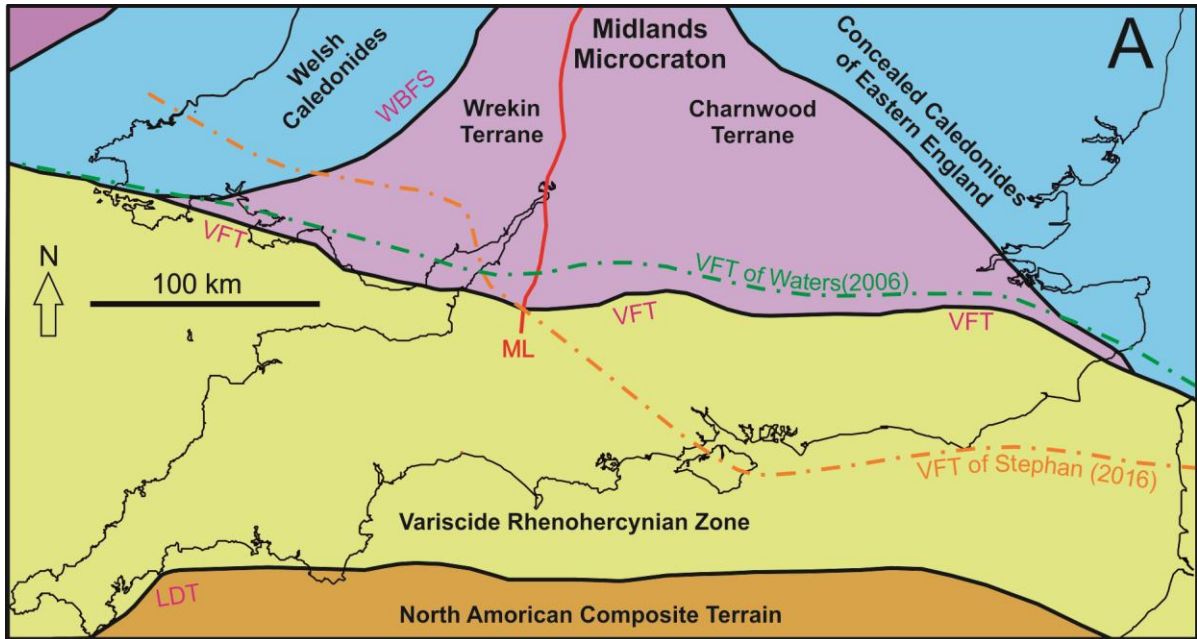 A
Midlands
Microcraton
Welsh
Caledonides
WBFS
Wrekin
Terrane
Charnwood
Terrane
Concealed Caledonides
of Eastern England
VFT
N
100 km
VFT of Waters(2006)
VFT
VFT
ML
VFT of Stephan (2016)
Variscide Rhenohercynian Zone
LDT
North Amorican Composite Terrain